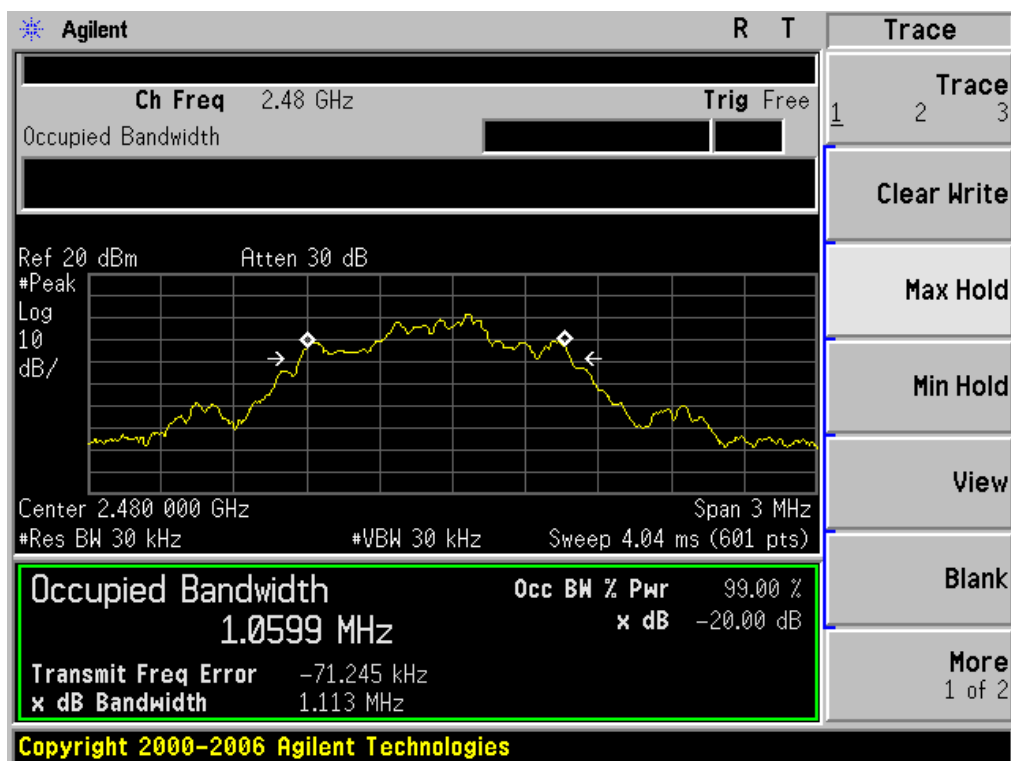 Agilent R T Trace
Ch Freq 2.48 GHz Trig Free
Occupied Bandwidth
Trace
1 2 3
Clear Write
Max Hold
Min Hold
View
Blank
More
1 of 2
Ref 20 dBm Atten 30 dB
#Peak
Log
10
dB/
Center 2.480 000 GHz Span 3 MHz
#Res BW 30 kHz #VBW 30 kHz Sweep 4.04 ms (601 pts)
Occupied Bandwidth Occ BW % Pwr 99.00 %
1.0599 MHz x dB -20.00 dB
Transmit Freq Error -71.245 kHz
x dB Bandwidth 1.113 MHz
Copyright 2000-2006 Agilent Technologies